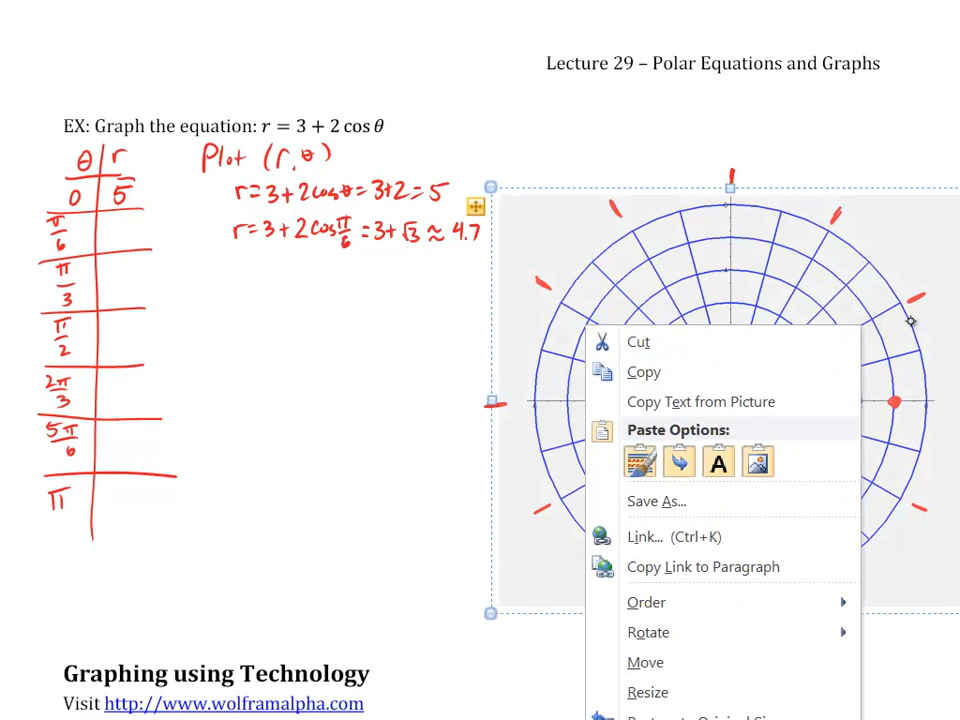 Lecture 29 – Polar Equations and Graphs
EX: Graph the equation: r = 3 + 2 cos θ
θ r
0 5
π/6
π/3
π/2
2π/3
5π/6
π
Plot (r, θ)
r = 3 + 2 cos θ = 3 + 2 = 5
r = 3 + 2 cos π/6 = 3 + √3 ≈ 4.7
Cut
Copy
Copy Text from Picture
Paste Options:
A
Save As...
Link... (Ctrl+K)
Copy Link to Paragraph
Order
Rotate
Move
Resize
Graphing using Technology
Visit http://www.wolframalpha.com